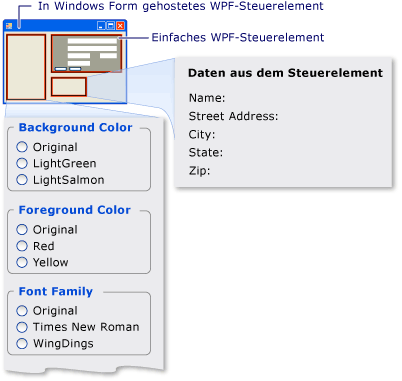 In Windows Form gehostetes WPF-Steuerelement
Einfaches WPF-Steuerelement
Daten aus dem Steuerelement
Name:
Street Address:
City:
State:
Zip:
Background Color
Original
LightGreen
LightSalmon
Foreground Color
Original
Red
Yellow
Font Family
Original
Times New Roman
WingDings